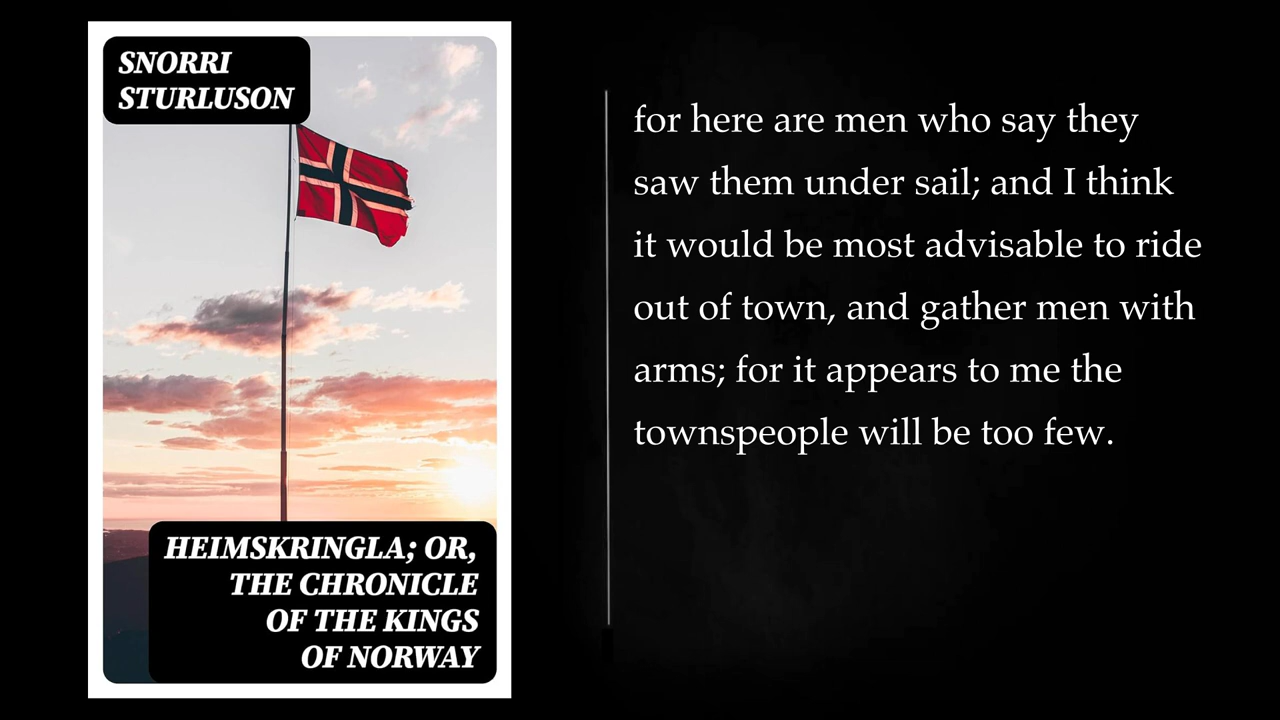 SNORRI
STURLUSON
HEIMSKRINGLA; OR,
THE CHRONICLE
OF THE KINGS
OF NORWAY
for here are men who say they
saw them under sail; and I think
it would be most advisable to ride
out of town, and gather men with
arms; for it appears to me the
townspeople will be too few.